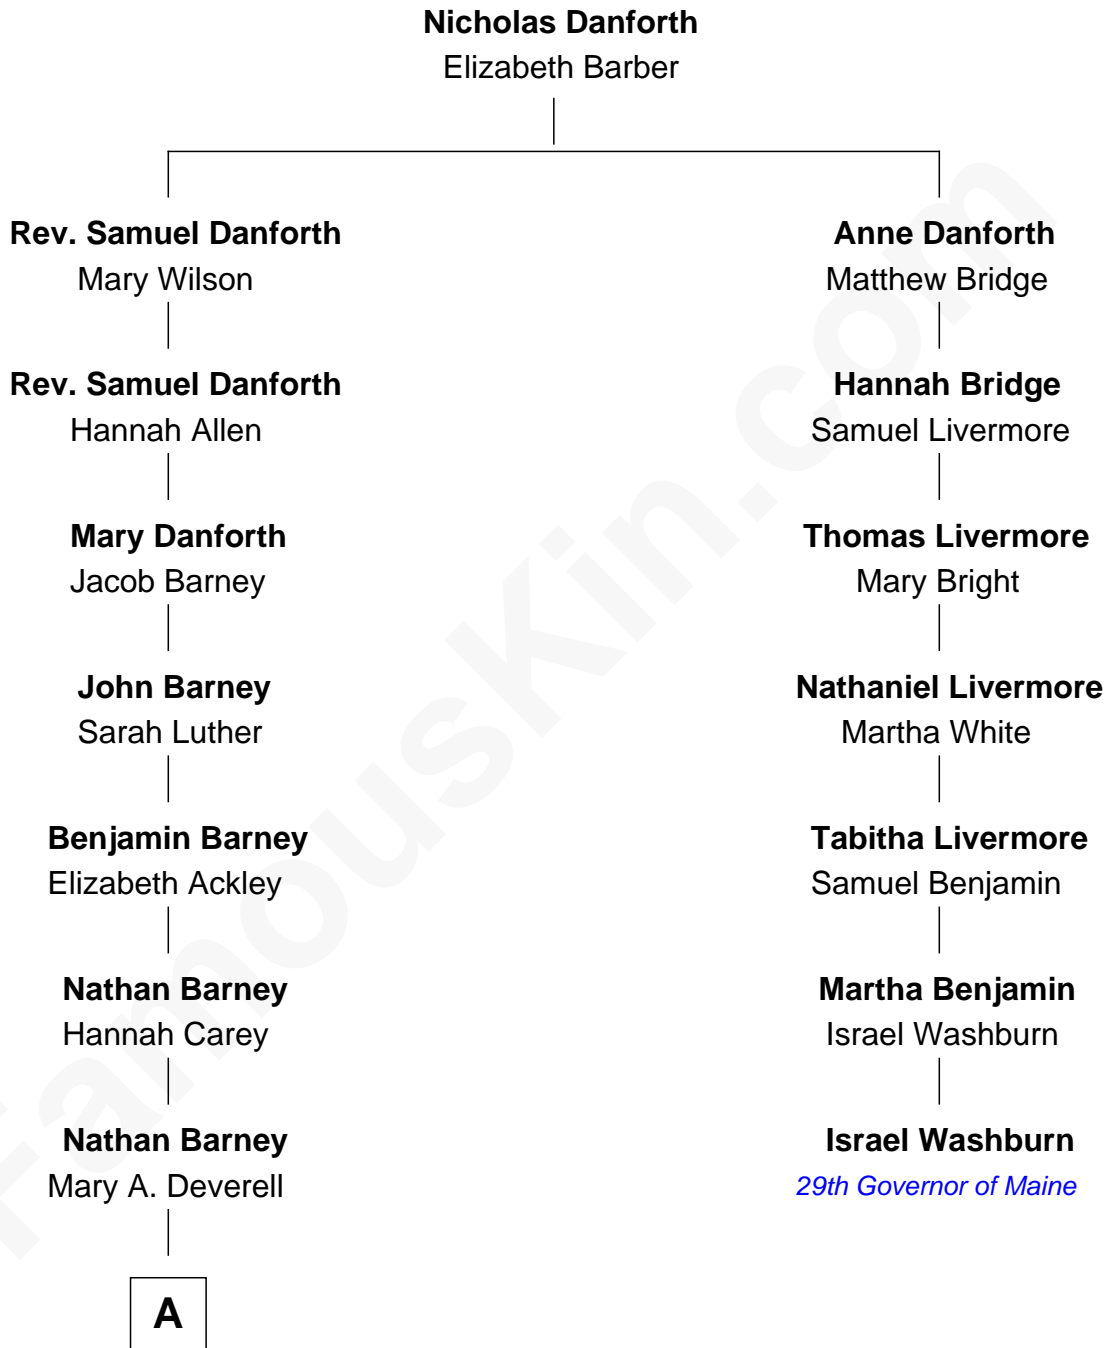 Nicholas Danforth
Elizabeth Barber
Rev. Samuel Danforth
Mary Wilson
Anne Danforth
Matthew Bridge
Rev. Samuel Danforth
Hannah Allen
Hannah Bridge
Samuel Livermore
Mary Danforth
Jacob Barney
Thomas Livermore
Mary Bright
John Barney
Sarah Luther
Nathaniel Livermore
Martha White
Benjamin Barney
Elizabeth Ackley
Tabitha Livermore
Samuel Benjamin
Nathan Barney
Hannah Carey
Martha Benjamin
Israel Washburn
Nathan Barney
Mary A. Deverell
Israel Washburn
29th Governor of Maine
A
FamousKin.com